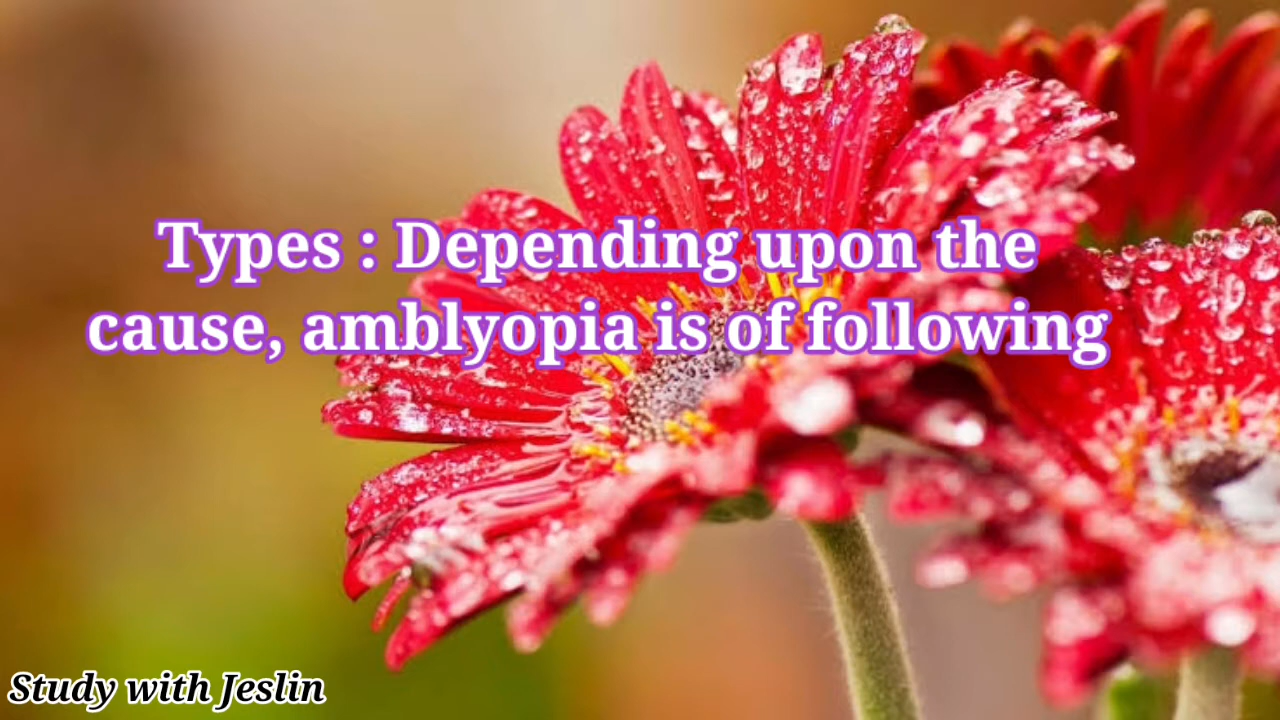 Types : Depending upon the
cause, amblyopia is of following
Study with Jeslin